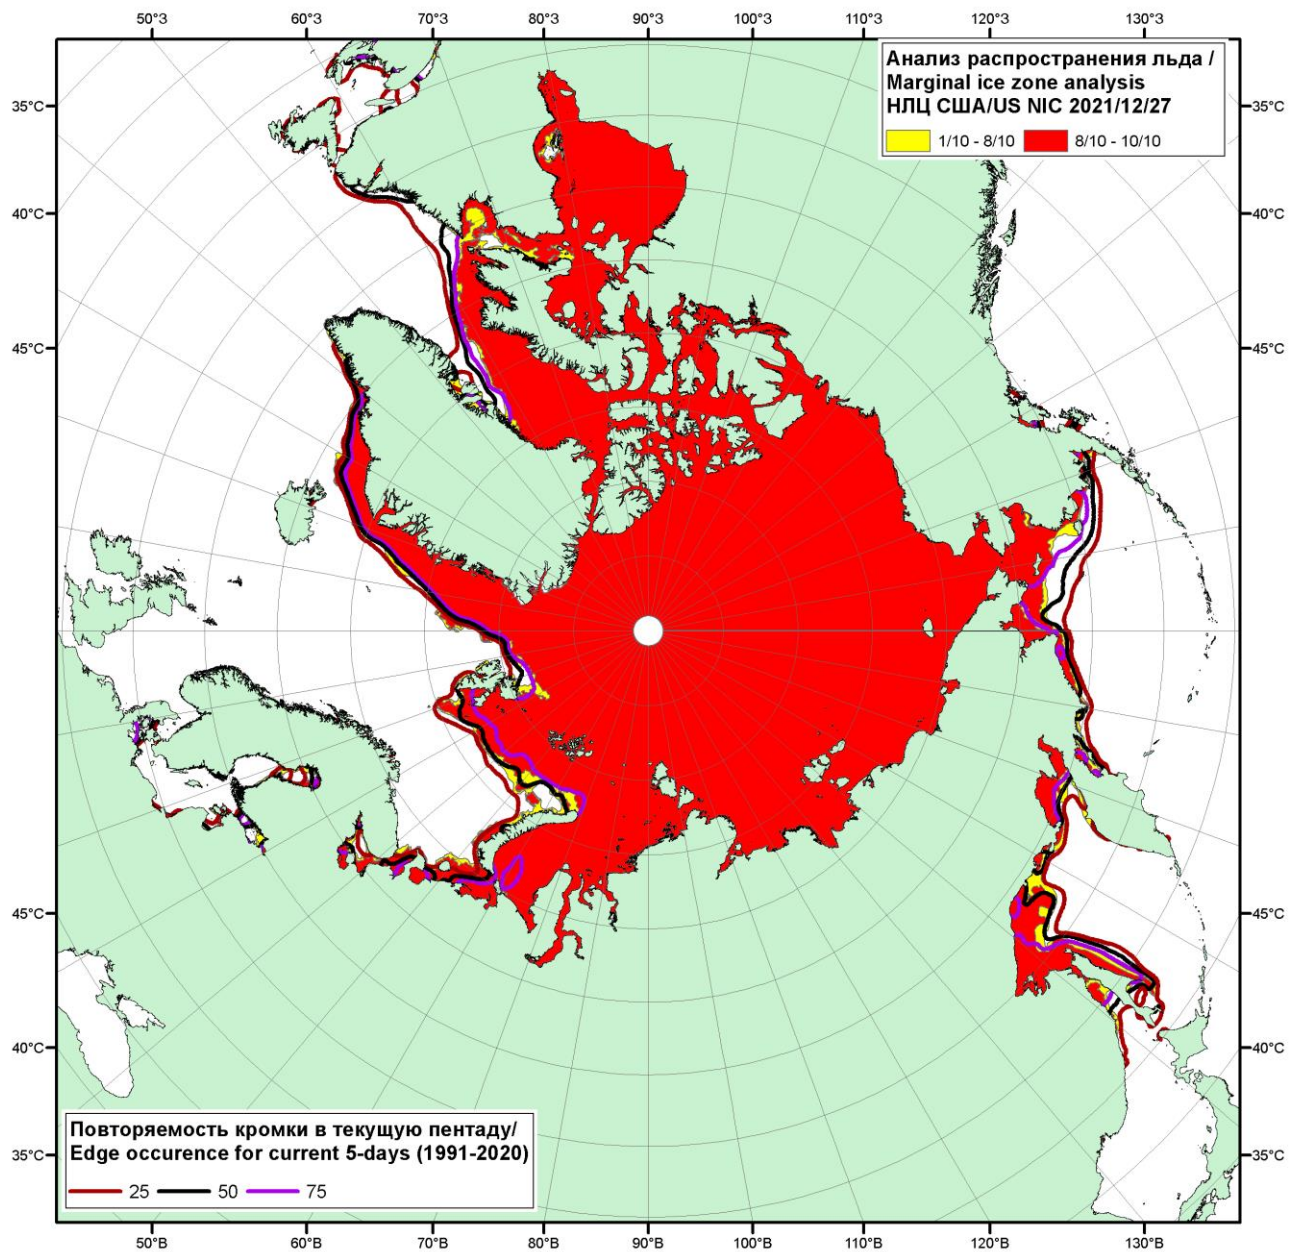 50°З 60°З 70°З 80°З 90°З 100°З 110°З 120°З 130°З
Анализ распространения льда /
Marginal ice zone analysis
НЛЦ США/US NIC 2021/12/27
1/10 - 8/10 8/10 - 10/10
35°С 35°С
40°С 40°С
45°С 45°С
45°С 45°С
40°С 40°С
35°С 35°С
Повторяемость кромки в текущую пентаду/
Edge occurence for current 5-days (1991-2020)
25 50 75
50°В 60°В 70°В 80°В 90°В 100°В 110°В 120°В 130°В